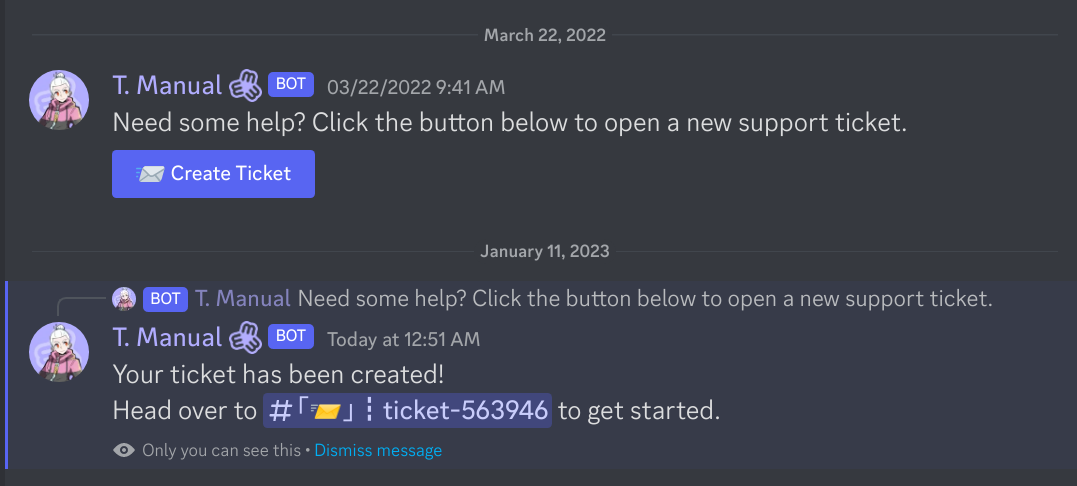 March 22, 2022
T. Manual BOT 03/22/2022 9:41 AM
Need some help? Click the button below to open a new support ticket.
📨 Create Ticket
January 11, 2023
BOT T. Manual Need some help? Click the button below to open a new support ticket.
T. Manual BOT Today at 12:51 AM
Your ticket has been created!
Head over to #「📨」┇ticket-563946 to get started.
Only you can see this • Dismiss message